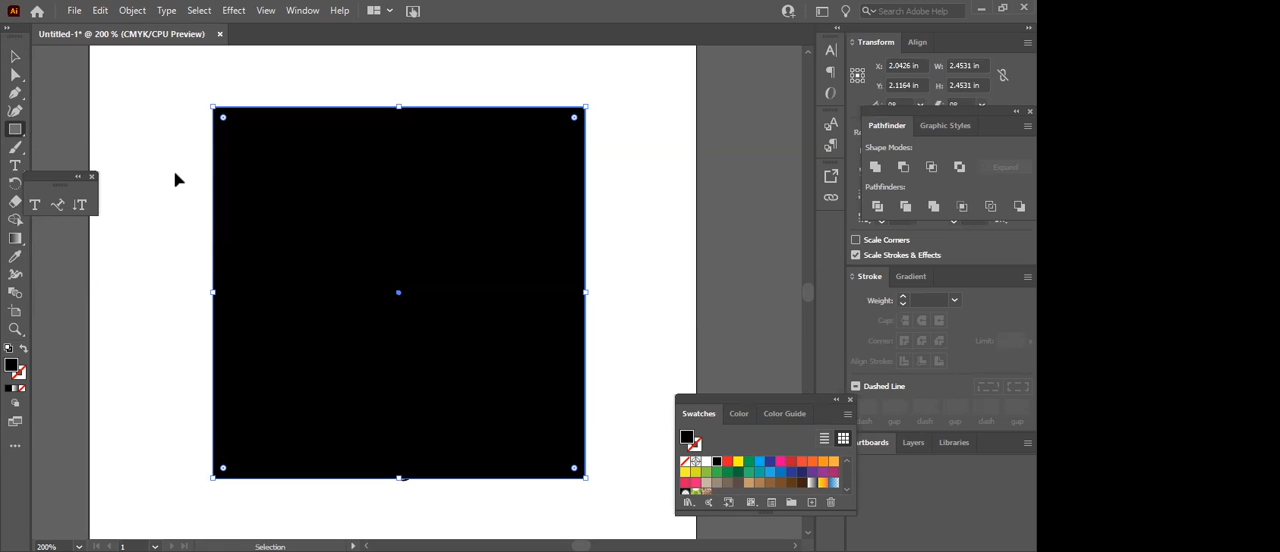 Ai File Edit Object Type Select Effect View Window Help Search Adobe Help
Untitled-1* @ 200 % (CMYK/CPU Preview) ×
Transform Align
X: 2.0426 in W: 2.4531 in
Y: 2.1164 in H: 2.4531 in
Pathfinder Graphic Styles
Shape Modes:
Expand
Pathfinders:
Scale Corners
Scale Strokes & Effects
Stroke Gradient
Weight:
Cap:
Corner: Limit: x
Align Stroke:
Dashed Line
dash gap dash gap dash gap
Swatches Color Color Guide
Artboards Layers Libraries
200% 1 Selection